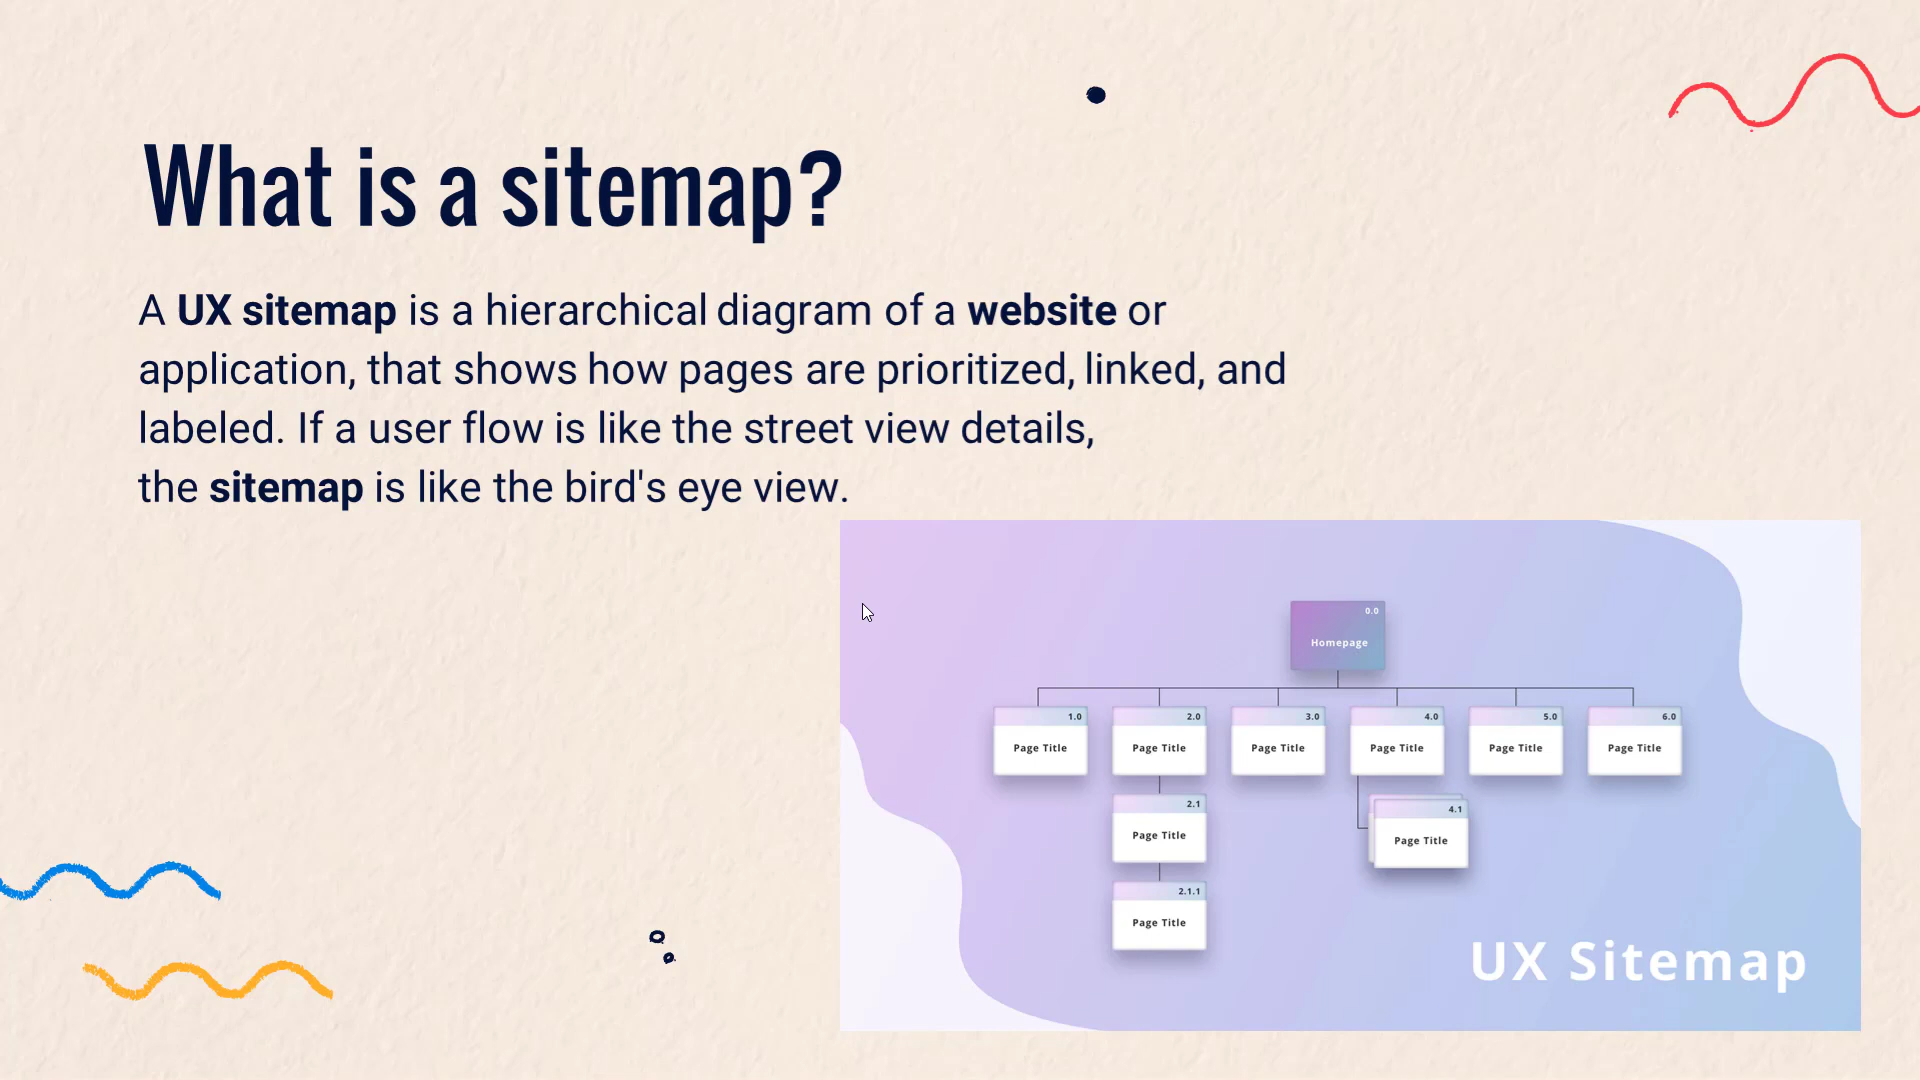 What is a sitemap?
A UX sitemap is a hierarchical diagram of a website or
application, that shows how pages are prioritized, linked, and
labeled. If a user flow is like the street view details,
the sitemap is like the bird's eye view.
0.0
Homepage
1.0
Page Title
2.0
Page Title
3.0
Page Title
4.0
Page Title
5.0
Page Title
6.0
Page Title
2.1
Page Title
4.1
Page Title
2.1.1
Page Title
UX Sitemap